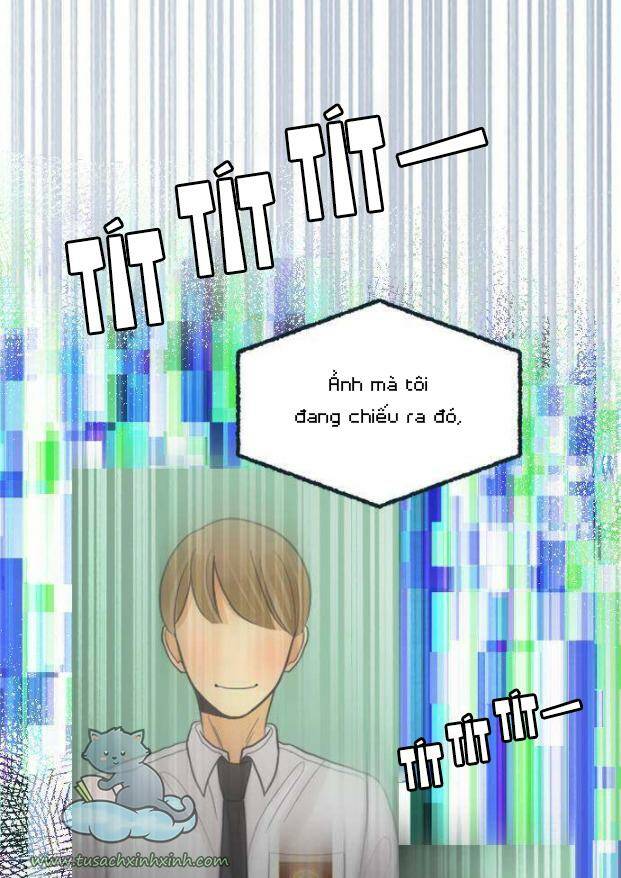 TÍT TÍT TÍT—
Ảnh mà tôi
đang chiếu ra đó,
TÍT TÍT TÍT—
www.tusachxinhxinh.com